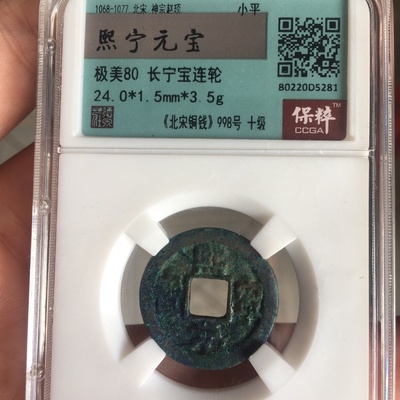 1068-1077, 北宋, 神宗赵顼 小平
熙宁元宝
极美80 长宁宝连轮
24.0*1.5mm*3.5g
B0220D5281
《北宋铜钱》998号 十级
保粹™
CCGA